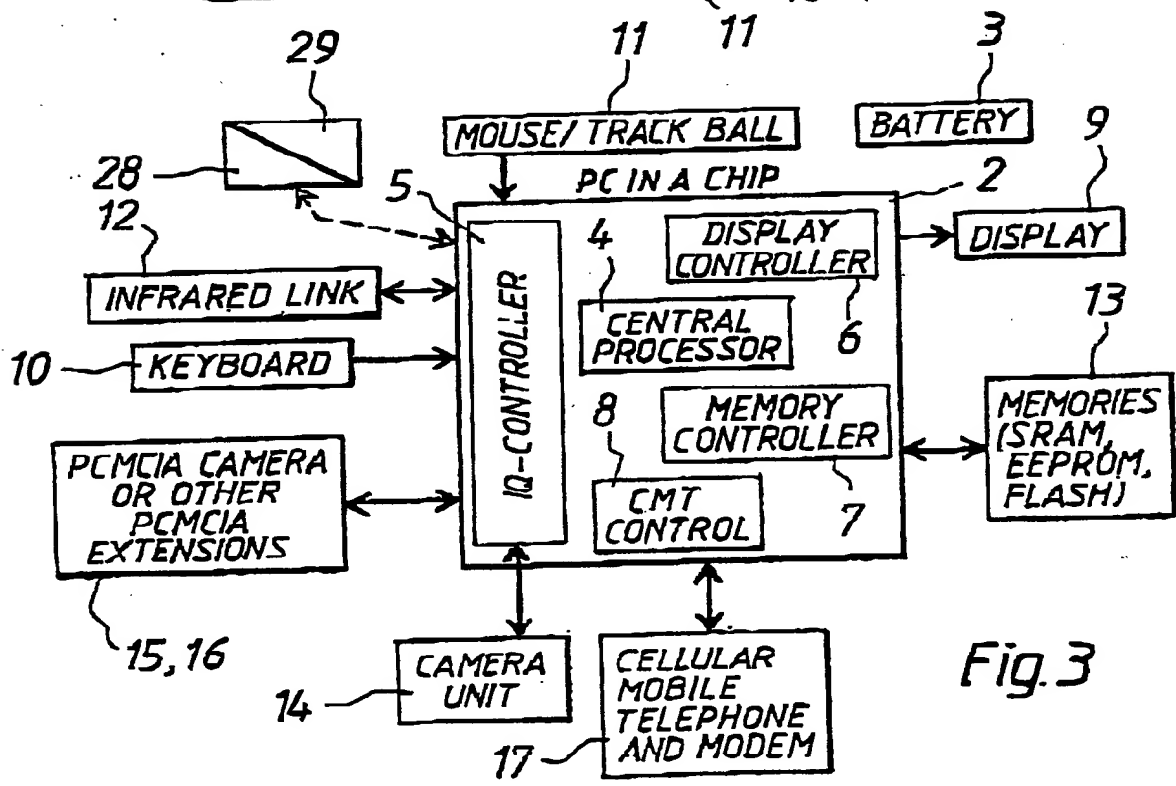 11
29
11
3
MOUSE/TRACK BALL
BATTERY
9
28
5
PC IN A CHIP
2
12
4
DISPLAY
CONTROLLER
DISPLAY
INFRARED LINK
IQ-CONTROLLER
CENTRAL
PROCESSOR
6
13
10
KEYBOARD
8
MEMORY
CONTROLLER
MEMORIES
(SRAM,
EEPROM,
FLASH)
PCMCIA CAMERA
OR OTHER
PCMCIA
EXTENSIONS
CMT
CONTROL
7
15, 16
CAMERA
UNIT
14
CELLULAR
MOBILE
TELEPHONE
AND MODEM
17
Fig. 3